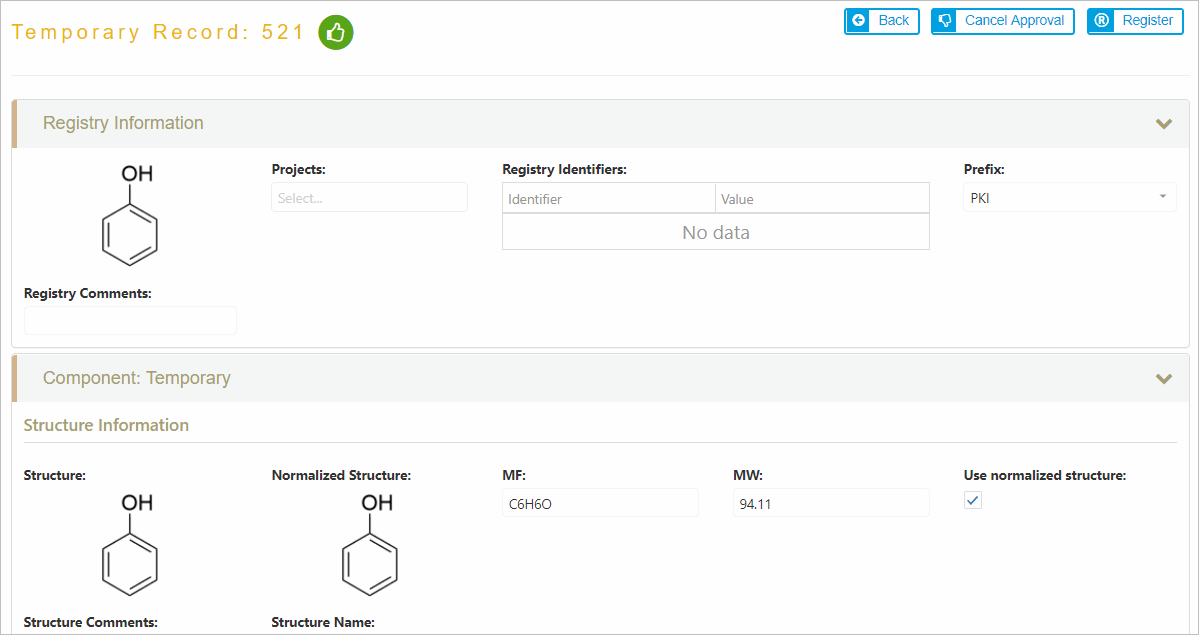 Temporary Record: 521
Back
Cancel Approval
® Register
Registry Information
OH
Projects:
Select...
Registry Identifiers:
Identifier Value
No data
Prefix:
PKI
Registry Comments:
Component: Temporary
Structure Information
Structure: Normalized Structure: MF: MW: Use normalized structure:
OH OH C6H6O 94.11
Structure Comments: Structure Name: